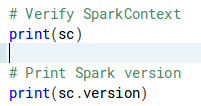 # Verify SparkContext
print(sc)
# Print Spark version
print(sc.version)